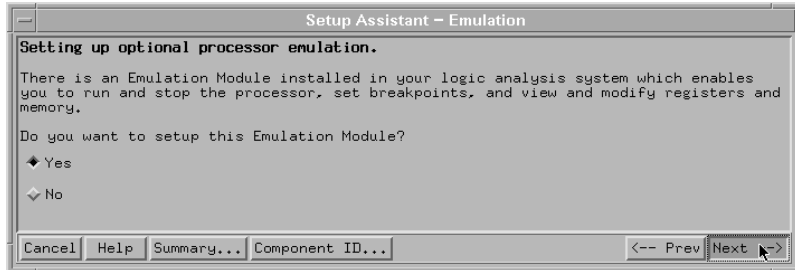 Setup Assistant – Emulation
Setting up optional processor emulation.
There is an Emulation Module installed in your logic analysis system which enables
you to run and stop the processor, set breakpoints, and view and modify registers and
memory.
Do you want to setup this Emulation Module?
Yes
No
Cancel Help Summary... Component ID... <-- Prev Next -->